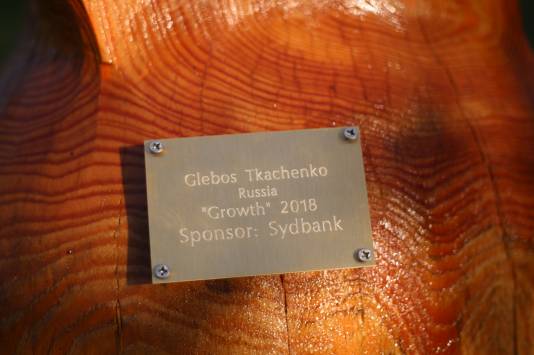 Glebos Tkachenko
Russia
"Growth" 2018
Sponsor: Sydbank